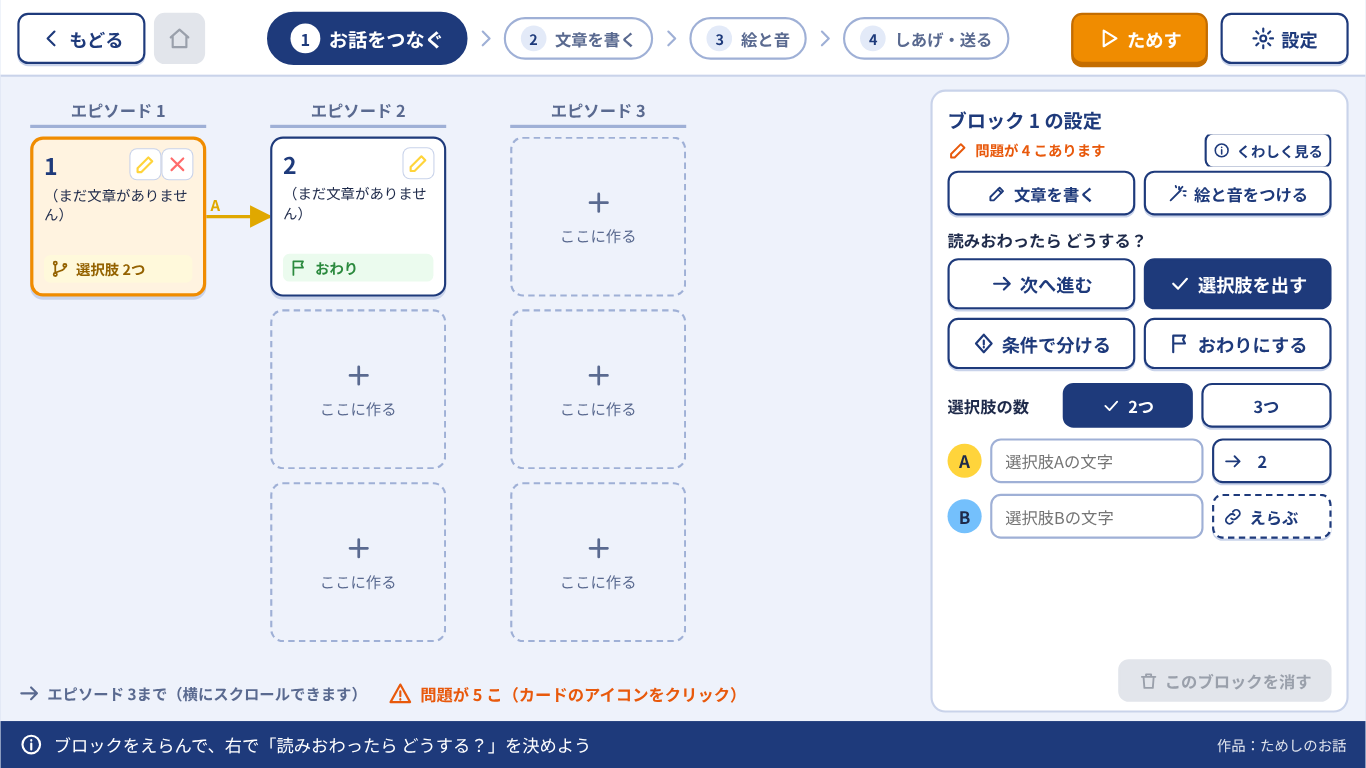 もどる
1 お話をつなぐ
2 文章を書く
3 絵と音
4 しあげ・送る
ためす
設定
エピソード 1
エピソード 2
エピソード 3
1
（まだ文章がありませ
ん）
選択肢 2つ
A
2
（まだ文章がありませ
ん）
おわり
ここに作る
ここに作る
ここに作る
ここに作る
ここに作る
エピソード 3まで（横にスクロールできます）
問題が 5 こ（カードのアイコンをクリック）
ブロック 1 の設定
問題が 4 こあります
くわしく見る
文章を書く
絵と音をつける
読みおわったら どうする？
次へ進む
選択肢を出す
条件で分ける
おわりにする
選択肢の数
2つ
3つ
A 選択肢Aの文字 2
B 選択肢Bの文字 えらぶ
このブロックを消す
ブロックをえらんで、右で「読みおわったら どうする？」を決めよう
作品：ためしのお話